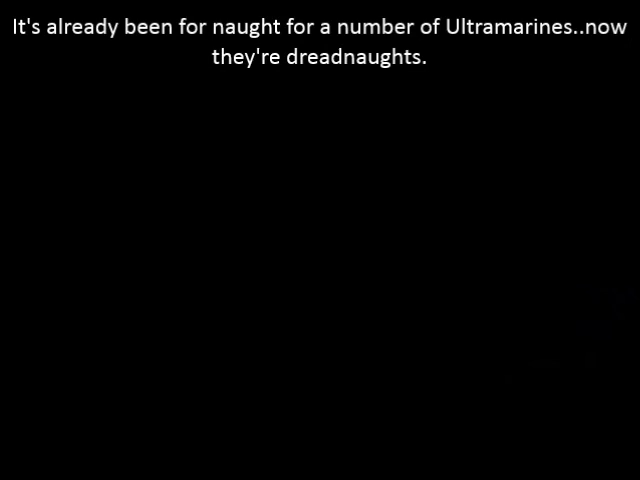 It's already been for naught for a number of Ultramarines..now
they're dreadnaughts.